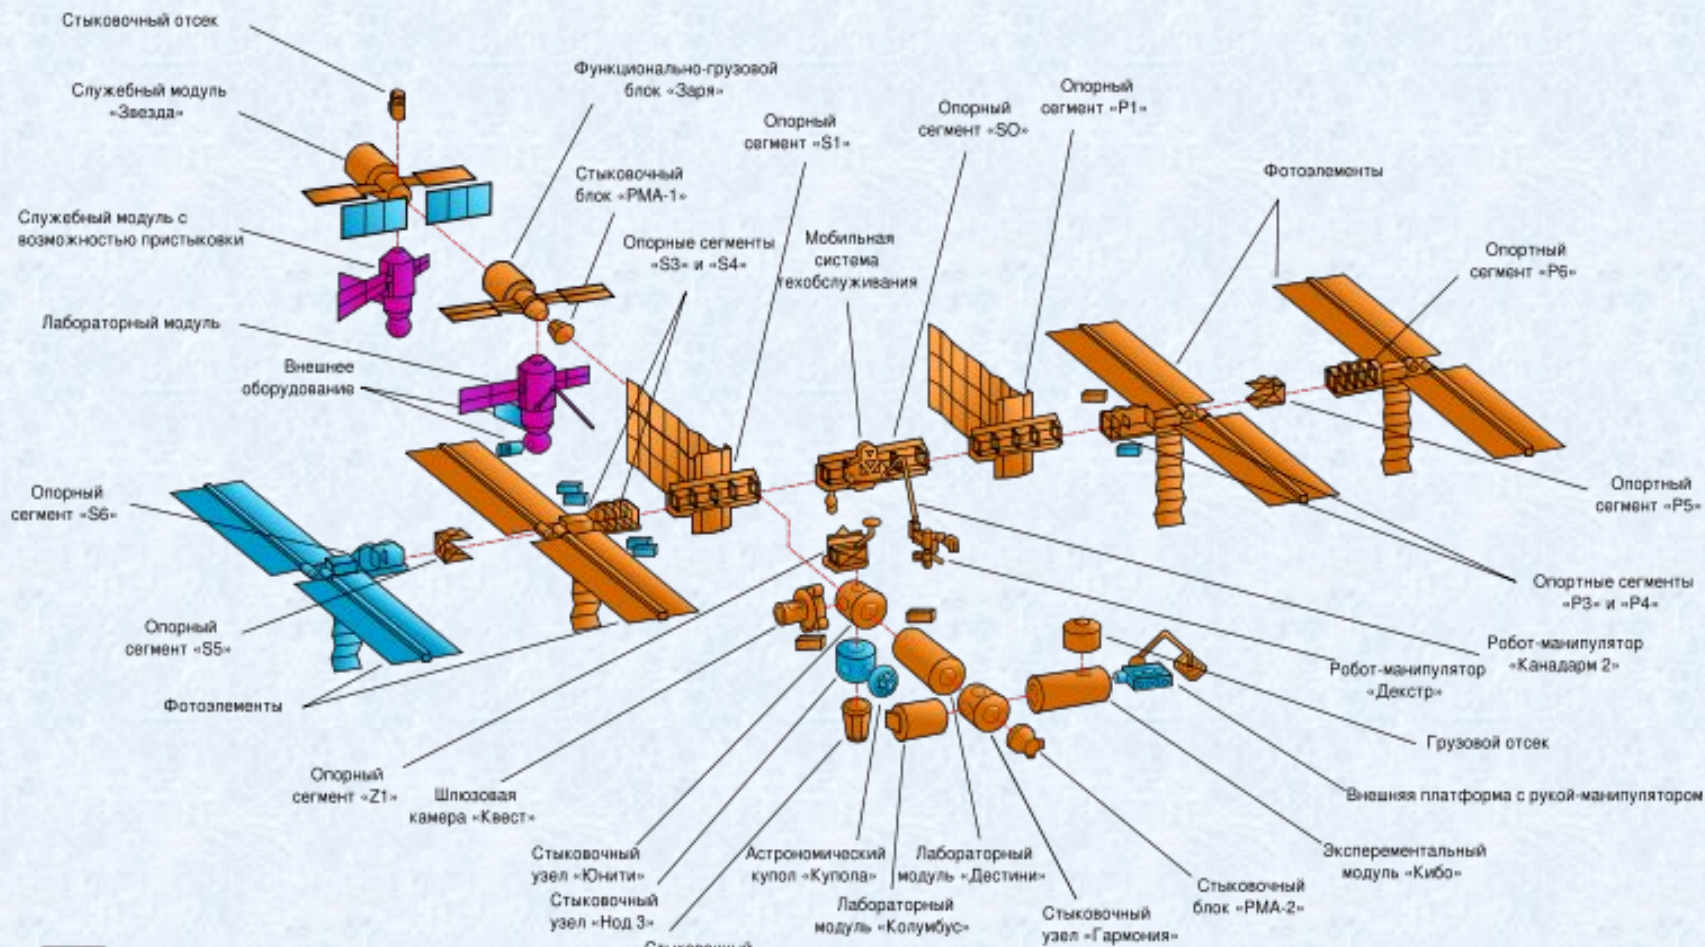 Стыковочный отсек
Служебный модуль
«Звезда»
Функционально-грузовой
блок «Заря»
Опорный
сегмент «S1»
Опорный
сегмент «SO»
Опорный
сегмент «P1»
Фотоэлементы
Стыковочный
блок «PMA-1»
Служебный модуль с
возможностью пристыковки
Опорные сегменты
«S3» и «S4»
Мобильная
система
техобслуживания
Опортный
сегмент «P6»
Лабораторный модуль
Внешнее
оборудование
Опорный
сегмент «S6»
Опортный
сегмент «P5»
Опортные сегменты
«P3» и «P4»
Опорный
сегмент «S5»
Робот-манипулятор
«Канадарм 2»
Робот-манипулятор
«Декстр»
Фотоэлементы
Грузовой отсек
Опорный
сегмент «Z1»
Шлюзовая
камера «Квест»
Внешняя платформа с рукой-манипулятором
Стыковочный
узел «Юнити»
Астрономический
купол «Купола»
Лабораторный
модуль «Дестини»
Эксперементальный
модуль «Кибо»
Стыковочный
узел «Нод 3»
Лабораторный
модуль «Колумбус»
Стыковочный
узел «Гармония»
Стыковочный
блок «PMA-2»
Стыковочный